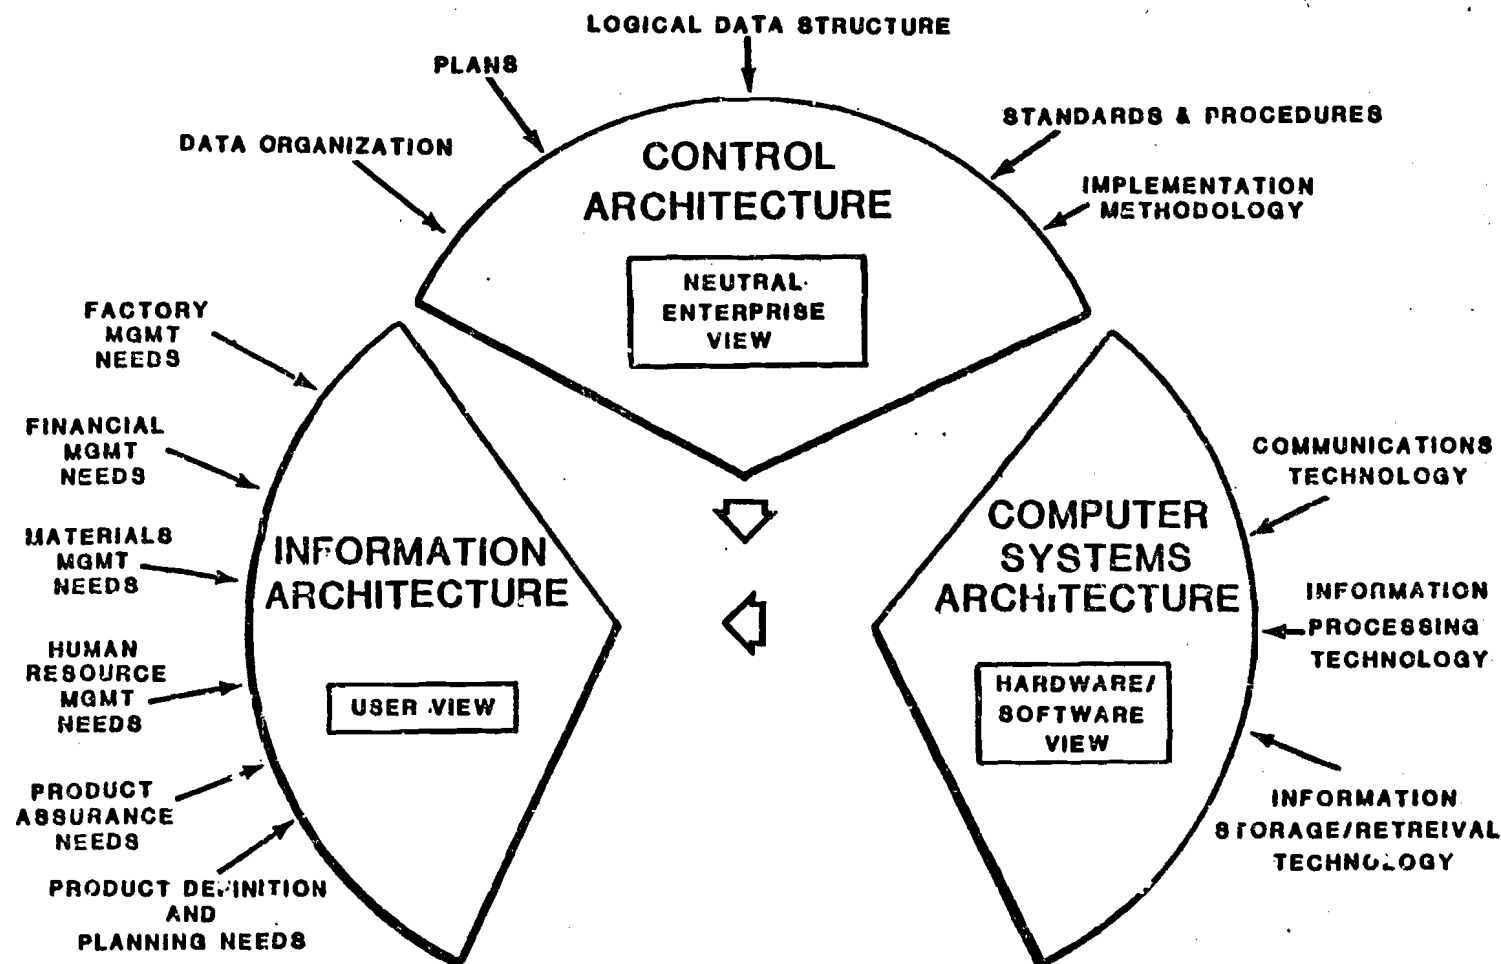 LOGICAL DATA STRUCTURE
PLANS
DATA ORGANIZATION
STANDARDS & PROCEDURES
IMPLEMENTATION
METHODOLOGY
CONTROL
ARCHITECTURE
NEUTRAL
ENTERPRISE
VIEW
FACTORY
MGMT
NEEDS
FINANCIAL
MGMT
NEEDS
MATERIALS
MGMT
NEEDS
HUMAN
RESOURCE
MGMT
NEEDS
PRODUCT
ASSURANCE
NEEDS
PRODUCT DEFINITION
AND
PLANNING NEEDS
INFORMATION
ARCHITECTURE
USER VIEW
COMPUTER
SYSTEMS
ARCHITECTURE
HARDWARE/
SOFTWARE
VIEW
COMMUNICATIONS
TECHNOLOGY
INFORMATION
PROCESSING
TECHNOLOGY
INFORMATION
STORAGE/RETREIVAL
TECHNOLOGY